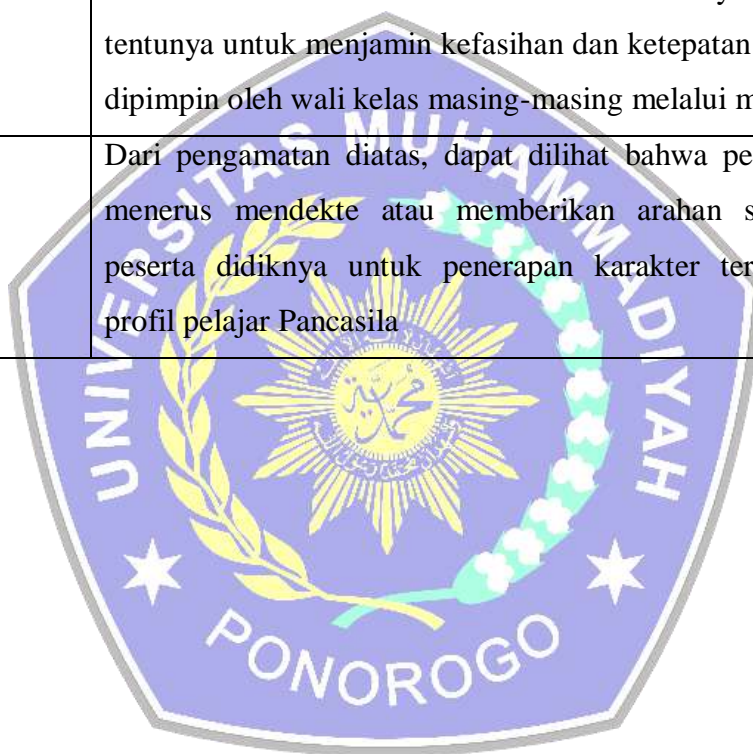 tentunya untuk menjamin kefasihan dan ketepatan
dipimpin oleh wali kelas masing-masing melalui m
Dari pengamatan diatas, dapat dilihat bahwa pe
menerus mendekte atau memberikan arahan s
peserta didiknya untuk penerapan karakter ter
profil pelajar Pancasila
UNIVERSITAS MUHAMMADIYAH
محمدية
PONOROGO